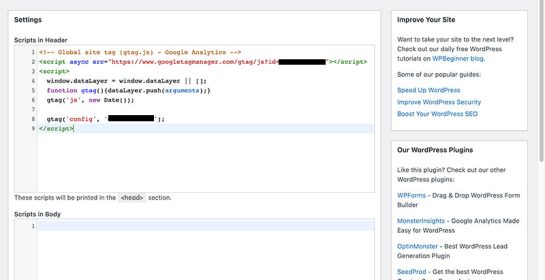 Settings
Scripts in Header
1 <!-- Global site tag (gtag.js) - Google Analytics -->
2 <script async src="https://www.googletagmanager.com/gtag/js?id="></script>
3 <script>
4 window.dataLayer = window.dataLayer || [];
5 function gtag(){dataLayer.push(arguments);}
6 gtag('js', new Date());
7
8 gtag('config', '');
9 </script>
These scripts will be printed in the <head> section.
Scripts in Body
1
Improve Your Site
Want to take your site to the next level?
Check out our daily free WordPress
tutorials on WPBeginner blog.
Some of our popular guides:
Speed Up WordPress
Improve WordPress Security
Boost Your WordPress SEO
Our WordPress Plugins
Like this plugin? Check out our other
WordPress plugins:
WPForms - Drag & Drop WordPress Form
Builder
MonsterInsights - Google Analytics Made
Easy for WordPress
OptinMonster - Best WordPress Lead
Generation Plugin
SeedProd - Get the best WordPress